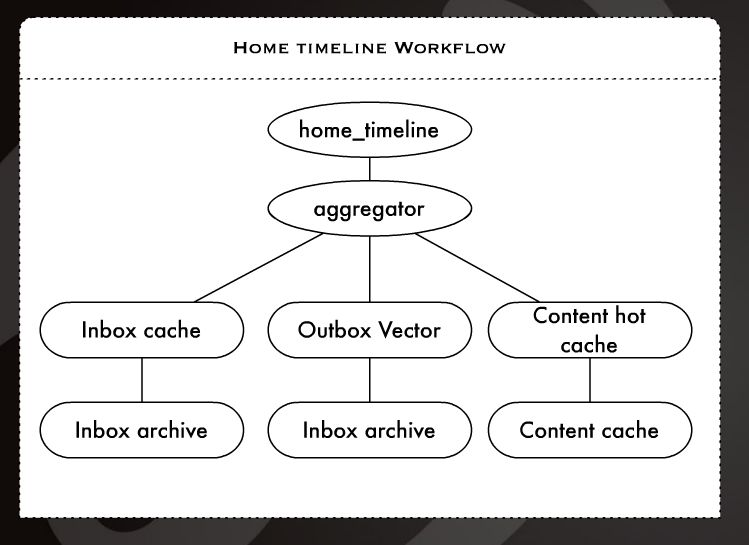 HOME TIMELINE WORKFLOW
home_timeline
aggregator
Inbox cache
Outbox Vector
Content hot
cache
Inbox archive
Inbox archive
Content cache